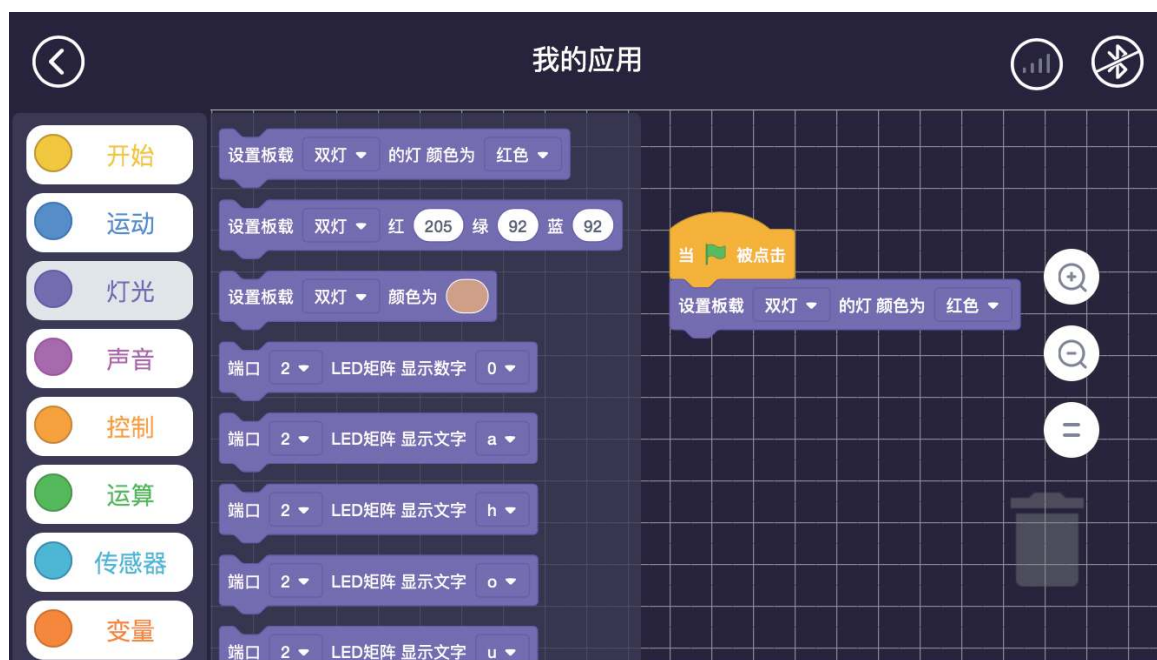 我的应用
开始
运动
灯光
声音
控制
运算
传感器
变量
设置板载 双灯 的灯 颜色为 红色
设置板载 双灯 红 205 绿 92 蓝 92
设置板载 双灯 颜色为
端口 2 LED矩阵 显示数字 0
端口 2 LED矩阵 显示文字 a
端口 2 LED矩阵 显示文字 h
端口 2 LED矩阵 显示文字 o
端口 2 LED矩阵 显示文字 u
当 被点击
设置板载 双灯 的灯 颜色为 红色